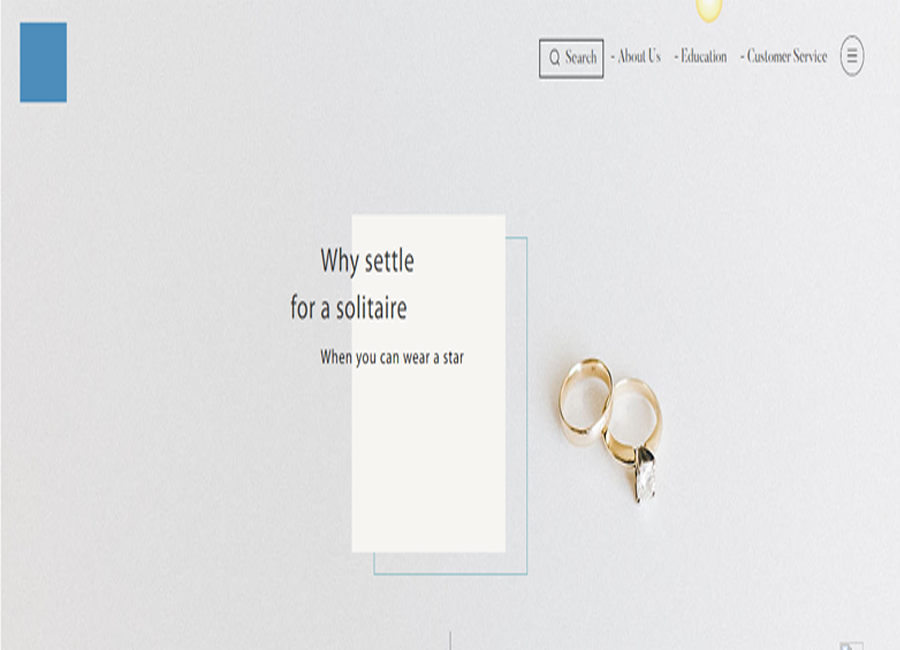 Search - About Us - Education - Customer Service
Why settle
for a solitaire
When you can wear a star